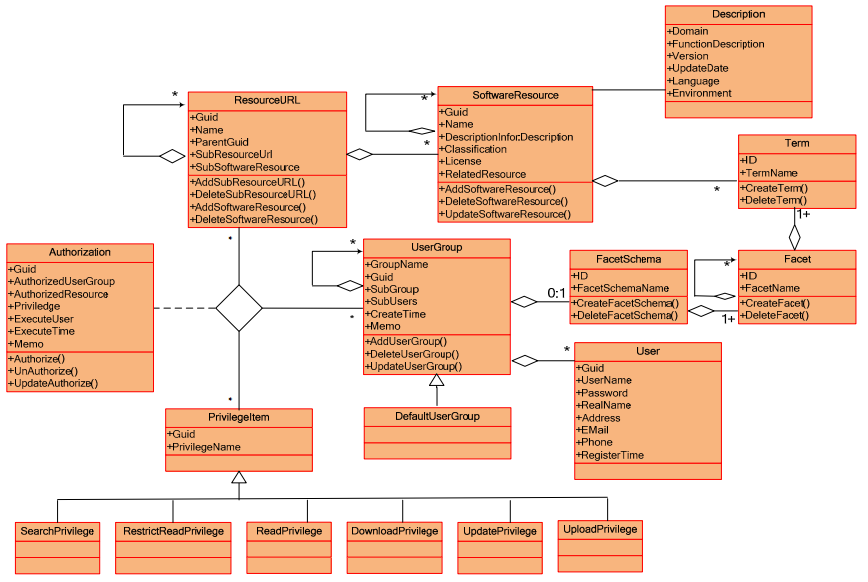 Description
+Domain
+FunctionDescription
+Version
+UpdateDate
+Language
+Environment
ResourceURL
+Guid
+Name
+ParentGuid
+SubResourceUrl
+SubSoftwareResource
+AddSubResourceURL()
+DeleteSubResourceURL()
+AddSoftwareResource()
+DeleteSoftwareResource()
*
SoftwareResource
+Guid
+Name
+DescriptionInfor:Description
+Classification
+License
+RelatedResource
+AddSoftwareResource()
+DeleteSoftwareResource()
+UpdateSoftwareResource()
*
*
Term
+ID
+TermName
+CreateTerm()
+DeleteTerm()
*
1+
Authorization
+Guid
+AuthorizedUserGroup
+AuthorizedResource
+Priviledge
+ExecuteUser
+ExecuteTime
+Memo
+Authorize()
+UnAuthorize()
+UpdateAuthorize()
*
*
*
UserGroup
+GroupName
+Guid
+SubGroup
+SubUsers
+CreateTime
+Memo
+AddUserGroup()
+DeleteUserGroup()
+UpdateUserGroup()
*
0:1
FacetSchema
+ID
+FacetSchemaName
+CreateFacetSchema()
+DeleteFacetSchema()
*
1+
Facet
+ID
+FacetName
+CreateFacet()
+DeleteFacet()
*
User
+Guid
+UserName
+Password
+RealName
+Address
+EMail
+Phone
+RegisterTime
DefaultUserGroup
PrivilegeItem
+Guid
+PrivilegeName
SearchPrivilege
RestrictReadPrivilege
ReadPrivilege
DownloadPrivilege
UpdatePrivilege
UploadPrivilege